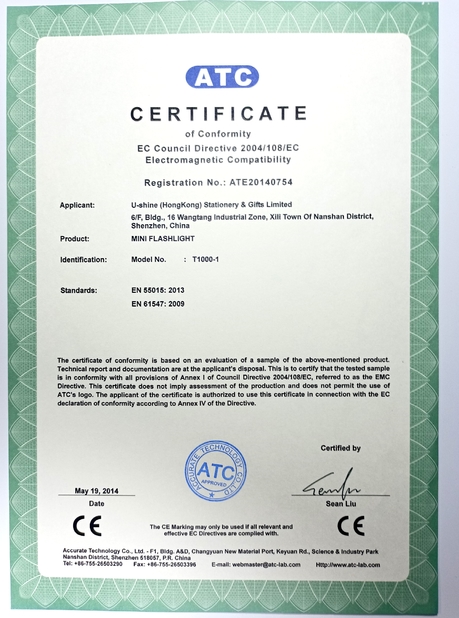 ATC
CERTIFICATE
of Conformity
EC Council Directive 2004/108/EC
Electromagnetic Compatibility
Registration No.: ATE20140754
Applicant: U-shine (HongKong) Stationery & Gifts Limited
6/F, Bldg., 16 Wangtang Industrial Zone, Xili Town Of Nanshan District,
Shenzhen, China
Product: MINI FLASHLIGHT
Identification: Model No. : T1000-1
Standards: EN 55015: 2013
EN 61547: 2009
The certificate of conformity is based on an evaluation of a sample of the above-mentioned product.
Technical report and documentation are at the applicant's disposal. This is to certify that the tested sample
is in conformity with all provisions of Annex I of Council Directive 2004/108/EC, referred to as the EMC
Directive. This certificate does not imply assessment of the production and does not permit the use of
ATC's logo. The applicant of the certificate is authorized to use this certificate in connection with the EC
declaration of conformity according to Annex IV of the Directive.
Certified by
ACCURATE TECHNOLOGY CO.,LTD
ATC
APPROVED
May 19, 2014
Sean Liu
Date
CE
The CE Marking may only be used if all relevant and
effective EC Directives are complied with.
CE
Accurate Technology Co., Ltd. - F1, Bldg. A&D, Changyuan New Material Port, Keyuan Rd., Science & Industry Park
Nanshan District, Shenzhen 518057, P.R. China
Tel: +86-755-26503290 Fax: +86-755-26503396 E-mail: webmaster@atc-lab.com Http://www.atc-lab.com